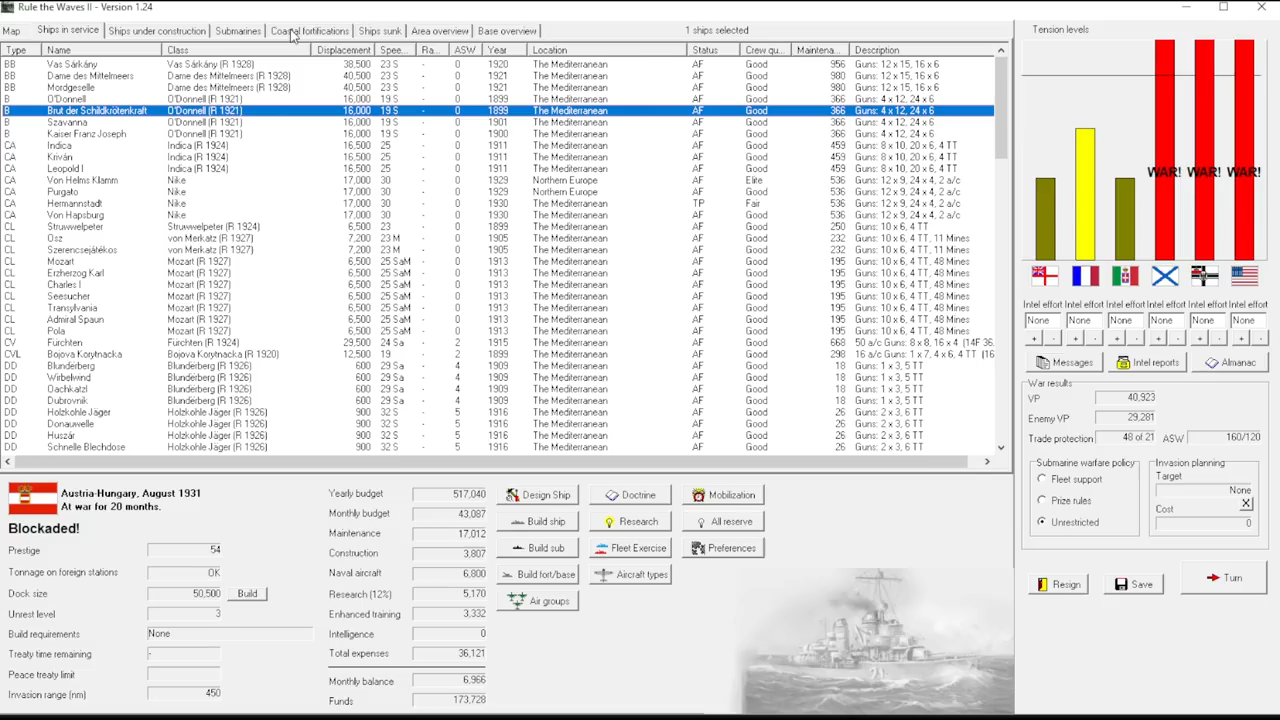 Rule the Waves II - Version 1.24
Map Ships in service Ships under construction Submarines Coastal fortifications Ships sunk Area overview Base overview 1 ships selected
Type Name Class Displacement Spee... Ra... ASW Year Location Status Crew qu... Maintena... Description
BB Vas Sárkány Vas Sárkány (R 1928) 38,500 23 S - 0 1920 The Mediterranean AF Good 956 Guns: 12 x 15, 16 x 6
BB Dame des Mittelmeers Dame des Mittelmeers (R 1928) 40,500 23 S - 0 1921 The Mediterranean AF Good 980 Guns: 12 x 15, 16 x 6
BB Mordgeselle Dame des Mittelmeers (R 1928) 40,500 23 S - 0 1921 The Mediterranean AF Good 980 Guns: 12 x 15, 16 x 6
B O'Donnell O'Donnell (R 1921) 16,000 19 S - 0 1899 The Mediterranean AF Good 366 Guns: 4 x 12, 24 x 6
B Brut der Schildkrötenkraft O'Donnell (R 1921) 16,000 19 S - 0 1899 The Mediterranean AF Good 366 Guns: 4 x 12, 24 x 6
B Szavanna O'Donnell (R 1921) 16,000 19 S - 0 1901 The Mediterranean AF Good 366 Guns: 4 x 12, 24 x 6
B Kaiser Franz Joseph O'Donnell (R 1921) 16,000 19 S - 0 1900 The Mediterranean AF Good 366 Guns: 4 x 12, 24 x 6
CA Indica Indica (R 1924) 16,500 25 - 0 1911 The Mediterranean AF Good 459 Guns: 8 x 10, 20 x 6, 4 TT
CA Kriván Indica (R 1924) 16,500 25 - 0 1911 The Mediterranean AF Good 459 Guns: 8 x 10, 20 x 6, 4 TT
CA Leopold I Indica (R 1924) 16,500 25 - 0 1911 The Mediterranean AF Good 459 Guns: 8 x 10, 20 x 6, 4 TT
CA Von Helms Klamm Nike 17,000 30 - 0 1929 Northern Europe AF Elite 536 Guns: 12 x 9, 24 x 4, 2 a/c
CA Purgato Nike 17,000 30 - 0 1929 Northern Europe AF Good 536 Guns: 12 x 9, 24 x 4, 2 a/c
CA Hermannstadt Nike 17,000 30 - 0 1930 The Mediterranean TP Fair 536 Guns: 12 x 9, 24 x 4, 2 a/c
CA Von Hapsburg Nike 17,000 30 - 0 1930 The Mediterranean AF Good 536 Guns: 12 x 9, 24 x 4, 2 a/c
CL Struwwelpeter Struwwelpeter (R 1924) 6,500 23 - 0 1899 The Mediterranean AF Good 250 Guns: 10 x 6, 4 TT
CL Osz von Merkatz (R 1927) 7,200 23 M - 0 1905 The Mediterranean AF Good 232 Guns: 10 x 6, 4 TT, 11 Mines
CL Szerencsejátékos von Merkatz (R 1927) 7,200 23 M - 0 1905 The Mediterranean AF Good 232 Guns: 10 x 6, 4 TT, 11 Mines
CL Mozart Mozart (R 1927) 6,500 25 SaM - 0 1913 The Mediterranean AF Good 195 Guns: 10 x 6, 4 TT, 48 Mines
CL Erzherzog Karl Mozart (R 1927) 6,500 25 SaM - 0 1913 The Mediterranean AF Good 195 Guns: 10 x 6, 4 TT, 48 Mines
CL Charles I Mozart (R 1927) 6,500 25 SaM - 0 1913 The Mediterranean AF Good 195 Guns: 10 x 6, 4 TT, 48 Mines
CL Seesucher Mozart (R 1927) 6,500 25 SaM - 0 1913 The Mediterranean AF Good 195 Guns: 10 x 6, 4 TT, 48 Mines
CL Transylvania Mozart (R 1927) 6,500 25 SaM - 0 1913 The Mediterranean AF Good 195 Guns: 10 x 6, 4 TT, 48 Mines
CL Admiral Spaun Mozart (R 1927) 6,500 25 SaM - 0 1913 The Mediterranean AF Good 195 Guns: 10 x 6, 4 TT, 48 Mines
CL Pola Mozart (R 1927) 6,500 25 SaM - 0 1913 The Mediterranean AF Good 195 Guns: 10 x 6, 4 TT, 48 Mines
CV Fürchten Fürchten (R 1924) 29,500 24 Sa - 2 1915 The Mediterranean AF Good 668 50 a/c Guns: 8 x 8, 16 x 4 (14F 36.
CVL Bojova Korytnacka Bojova Korytnacka (R 1920) 12,500 19 - 2 1899 The Mediterranean AF Good 298 16 a/c Guns: 1 x 7, 4 x 6, 4 TT (16
DD Blunderberg Blunderberg (R 1926) 600 29 Sa - 4 1909 The Mediterranean AF Good 18 Guns: 1 x 3, 5 TT
DD Wirbelwind Blunderberg (R 1926) 600 29 Sa - 4 1909 The Mediterranean AF Good 18 Guns: 1 x 3, 5 TT
DD Dachkatzl Blunderberg (R 1926) 600 29 Sa - 4 1909 The Mediterranean AF Good 18 Guns: 1 x 3, 5 TT
DD Dubrovnik Blunderberg (R 1926) 600 29 Sa - 4 1909 The Mediterranean AF Good 18 Guns: 1 x 3, 5 TT
DD Holzkohle Jäger Holzkohle Jäger (R 1926) 900 32 S - 5 1916 The Mediterranean AF Good 26 Guns: 2 x 3, 6 TT
DD Donauwelle Holzkohle Jäger (R 1926) 900 32 S - 5 1916 The Mediterranean AF Good 26 Guns: 2 x 3, 6 TT
DD Huszár Holzkohle Jäger (R 1926) 900 32 S - 5 1916 The Mediterranean AF Good 26 Guns: 2 x 3, 6 TT
DD Schnelle Blechdose Holzkohle Jäger (R 1926) 900 32 S - 5 1916 The Mediterranean AF Good 26 Guns: 2 x 3, 6 TT
Austria-Hungary, August 1931
At war for 20 months.
Blockaded!
Prestige 54
Tonnage on foreign stations OK
Dock size 50,500 Build
Unrest level 3
Build requirements None
Treaty time remaining -
Peace treaty limit
Invasion range (nm) 450
Yearly budget 517,040
Monthly budget 43,087
Maintenance 17,012
Construction 3,807
Naval aircraft 6,800
Research (12%) 5,170
Enhanced training 3,332
Intelligence 0
Total expenses 36,121
Monthly balance 6,966
Funds 173,728
Design Ship Doctrine Mobilization
Build ship Research All reserve
Build sub Fleet Exercise Preferences
Build fort/base Aircraft types
Air groups
Tension levels
WAR! WAR! WAR!
Intel effort Intel effort Intel effort Intel effort Intel effort Intel effort
None None None None None None
+ - + - + - + - + - + -
Messages Intel reports Almanac
War results
VP 40,923
Enemy VP 29,281
Trade protection 48 of 21 ASW 160/120
Submarine warfare policy
Fleet support
Prize rules
Unrestricted
Invasion planning
Target
None
Cost X
0
Resign Save Turn